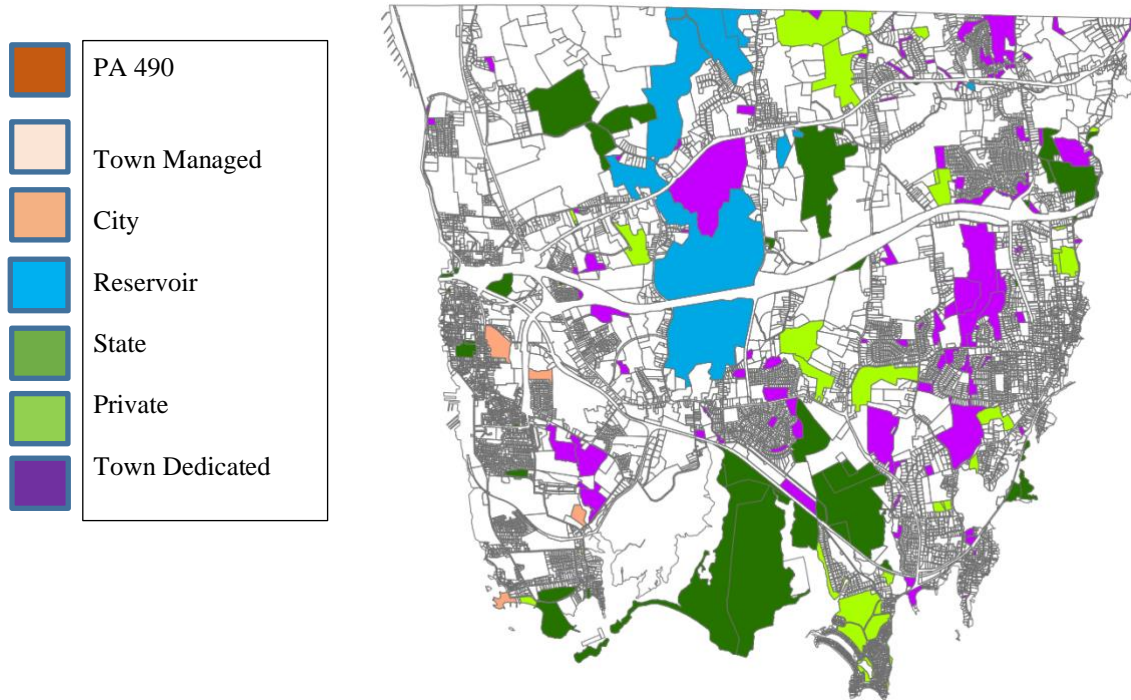 PA 490
Town Managed
City
Reservoir
State
Private
Town Dedicated